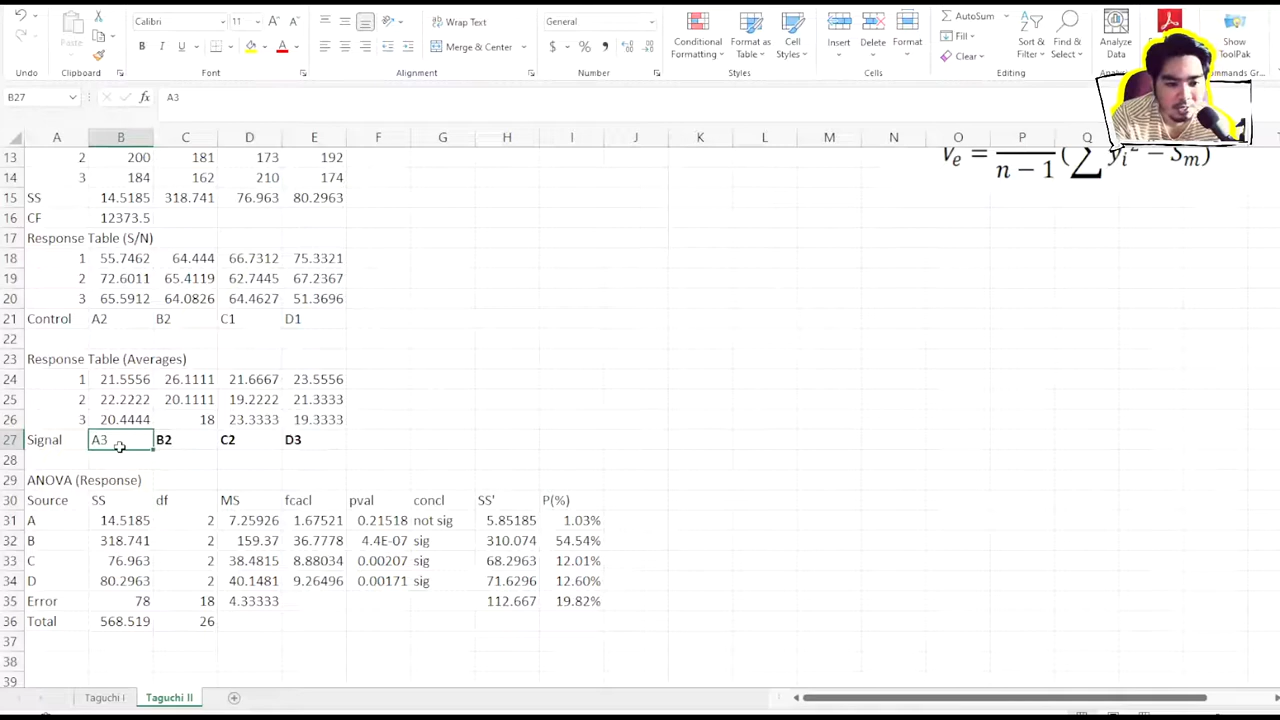 Calibri 11 Wrap Text General AutoSum
Paste B I U Merge & Center $ % Conditional Formatting Format as Table Cell Styles Insert Delete Format Fill Clear Sort & Filter Find & Select Analyze Data Show ToolPak
Undo Clipboard Font Alignment Number Styles Cells Editing
B27 fx A3
A B C D E F G H I J K L M N O P Q
13 2 200 181 173 192
14 3 184 162 210 174
15 SS 14.5185 318.741 76.963 80.2963
16 CF 12373.5
17 Response Table (S/N)
18 1 55.7462 64.444 66.7312 75.3321
19 2 72.6011 65.4119 62.7445 67.2367
20 3 65.5912 64.0826 64.4627 51.3696
21 Control A2 B2 C1 D1
22
23 Response Table (Averages)
24 1 21.5556 26.1111 21.6667 23.5556
25 2 22.2222 20.1111 19.2222 21.3333
26 3 20.4444 18 23.3333 19.3333
27 Signal A3 B2 C2 D3
28
29 ANOVA (Response)
30 Source SS df MS fcacl pval concl SS' P(%)
31 A 14.5185 2 7.25926 1.67521 0.21518 not sig 5.85185 1.03%
32 B 318.741 2 159.37 36.7778 4.4E-07 sig 310.074 54.54%
33 C 76.963 2 38.4815 8.88034 0.00207 sig 68.2963 12.01%
34 D 80.2963 2 40.1481 9.26496 0.00171 sig 71.6296 12.60%
35 Error 78 18 4.33333 112.667 19.82%
36 Total 568.519 26
37
38
39
Vₑ = n − 1 (∑ yᵢ² − Sₘ)
Taguchi I Taguchi II